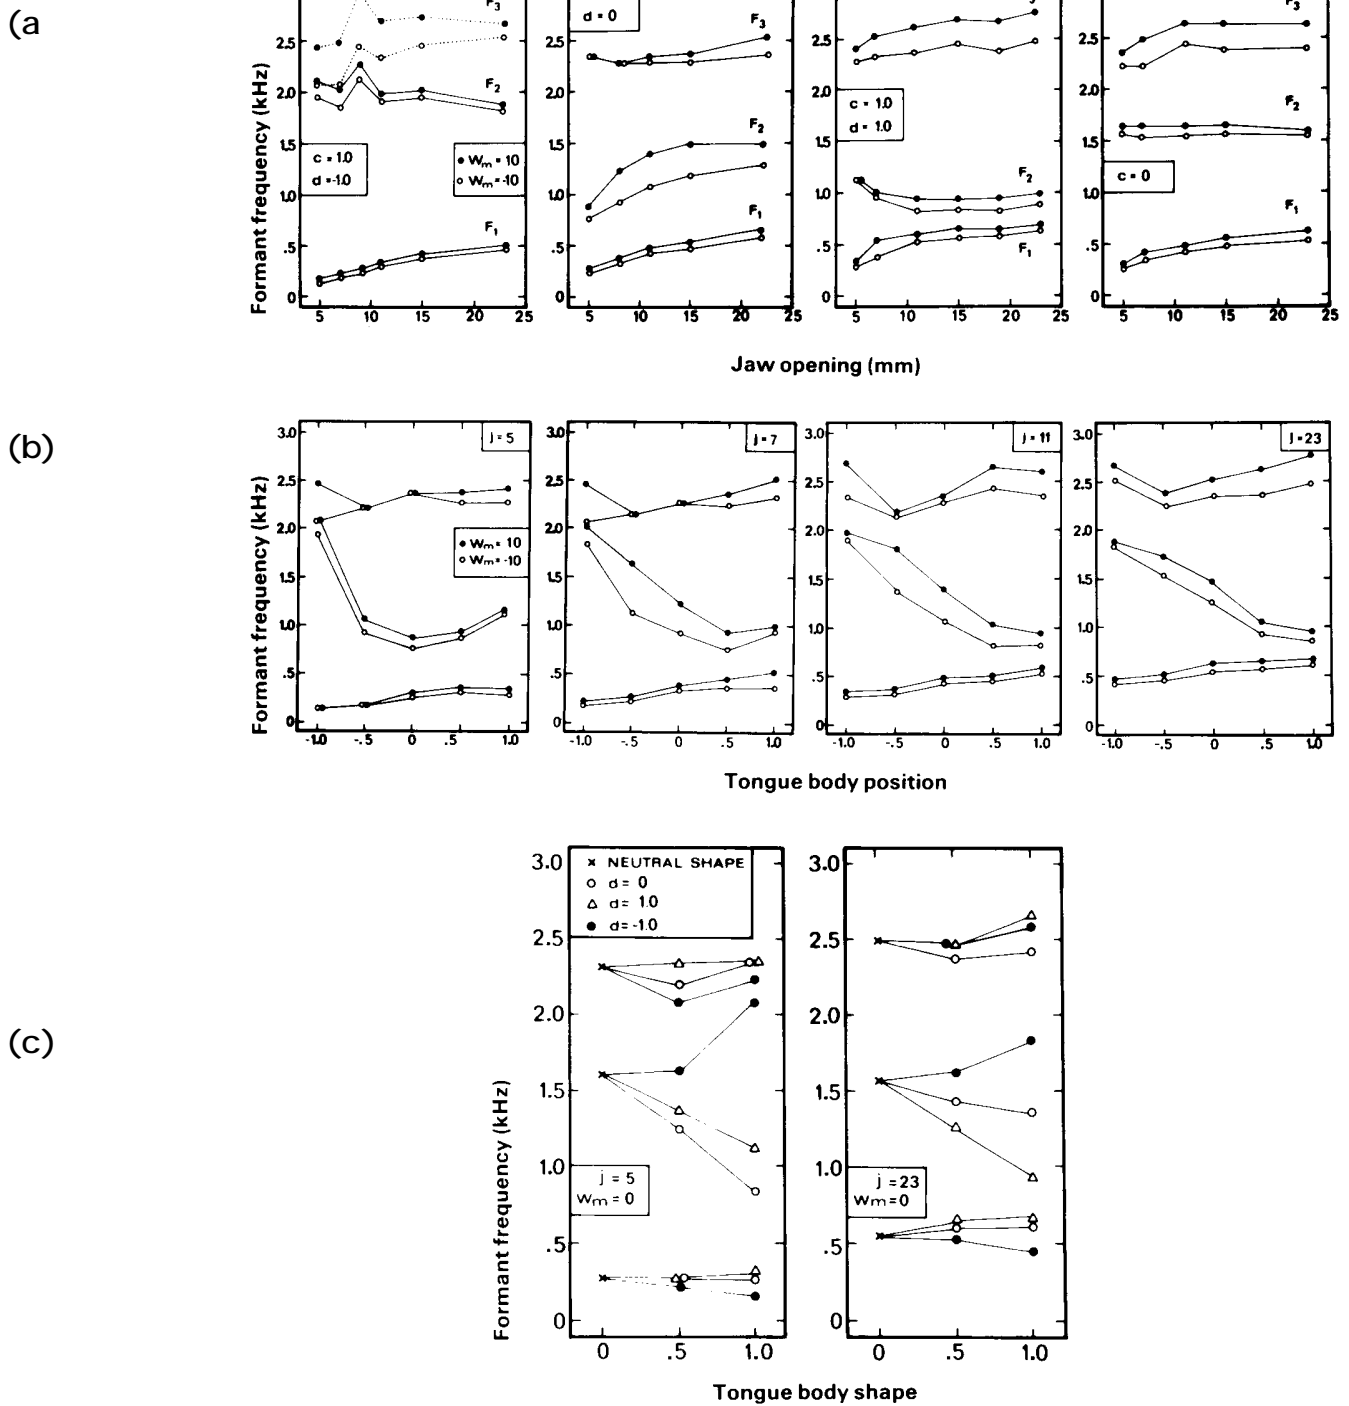 (a
F3
F3
F3
d = 0
2.5
2.5
2.5
2.5
F2
2.0
2.0
2.0
2.0
c = 1.0
d = 1.0
F2
F2
1.5
1.5
1.5
1.5
c = 1.0
d = -1.0
Wm = 10
Wm = -10
c = 0
F2
1.0
1.0
1.0
1.0
F1
F1
F1
F1
.5
.5
.5
.5
0
0
0
0
5 10 15 20 25
5 10 15 20 25
5 10 15 20 25
5 10 15 20 25
Formant frequency (kHz)
Jaw opening (mm)
(b)
3.0
3.0
3.0
3.0
j = 5
j = 7
j = 11
j = 23
2.5
2.5
2.5
2.5
2.0
2.0
2.0
2.0
Wm = 10
Wm = -10
1.5
1.5
1.5
1.5
1.0
1.0
1.0
1.0
.5
.5
.5
.5
0
0
0
0
-1.0 -.5 0 .5 1.0
-1.0 -.5 0 .5 1.0
-1.0 -.5 0 .5 1.0
-1.0 -.5 0 .5 1.0
Formant frequency (kHz)
Tongue body position
(c)
3.0
× NEUTRAL SHAPE
d = 0
d = 1.0
d = -1.0
3.0
2.5
2.5
2.0
2.0
1.5
1.5
1.0
1.0
j = 5
Wm = 0
j = 23
Wm = 0
.5
.5
0
0
0 .5 1.0
0 .5 1.0
Formant frequency (kHz)
Tongue body shape